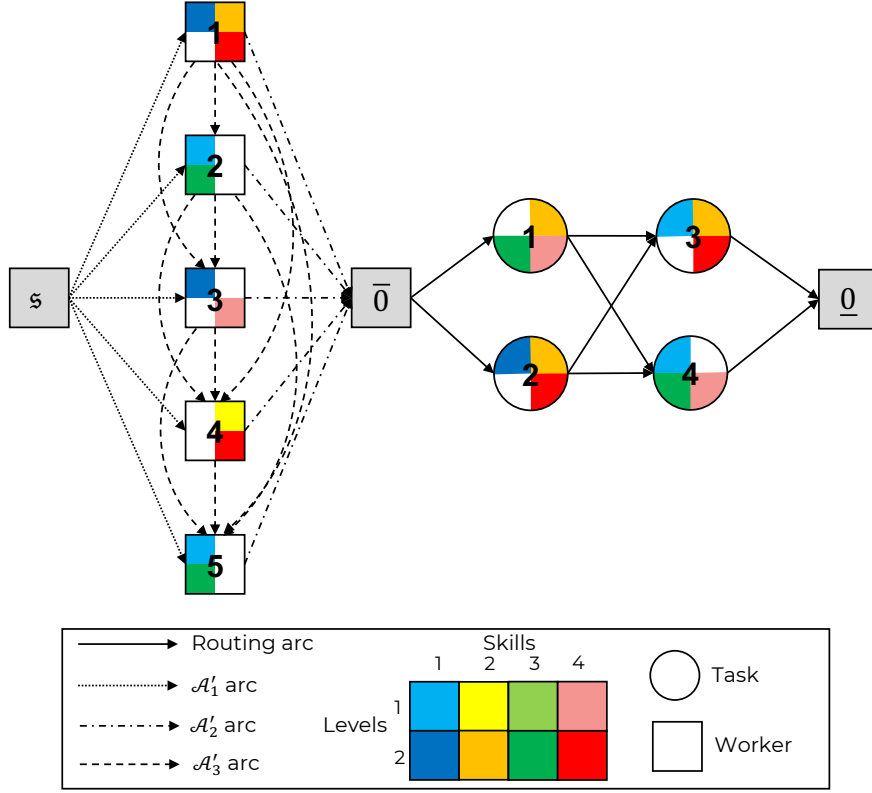 1
2
3
4
5
𝔰
0̅
1
2
3
4
0̲
Routing arc
𝒜′₁ arc
𝒜′₂ arc
𝒜′₃ arc
Skills
1 2 3 4
Levels
1
2
Task
Worker